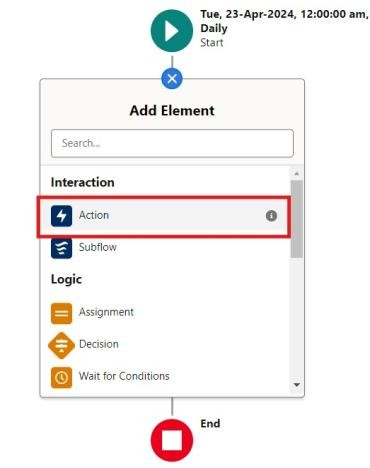 Tue, 23-Apr-2024, 12:00:00 am,
Daily
Start
Add Element
Search...
Interaction
Action
Subflow
Logic
Assignment
Decision
Wait for Conditions
End